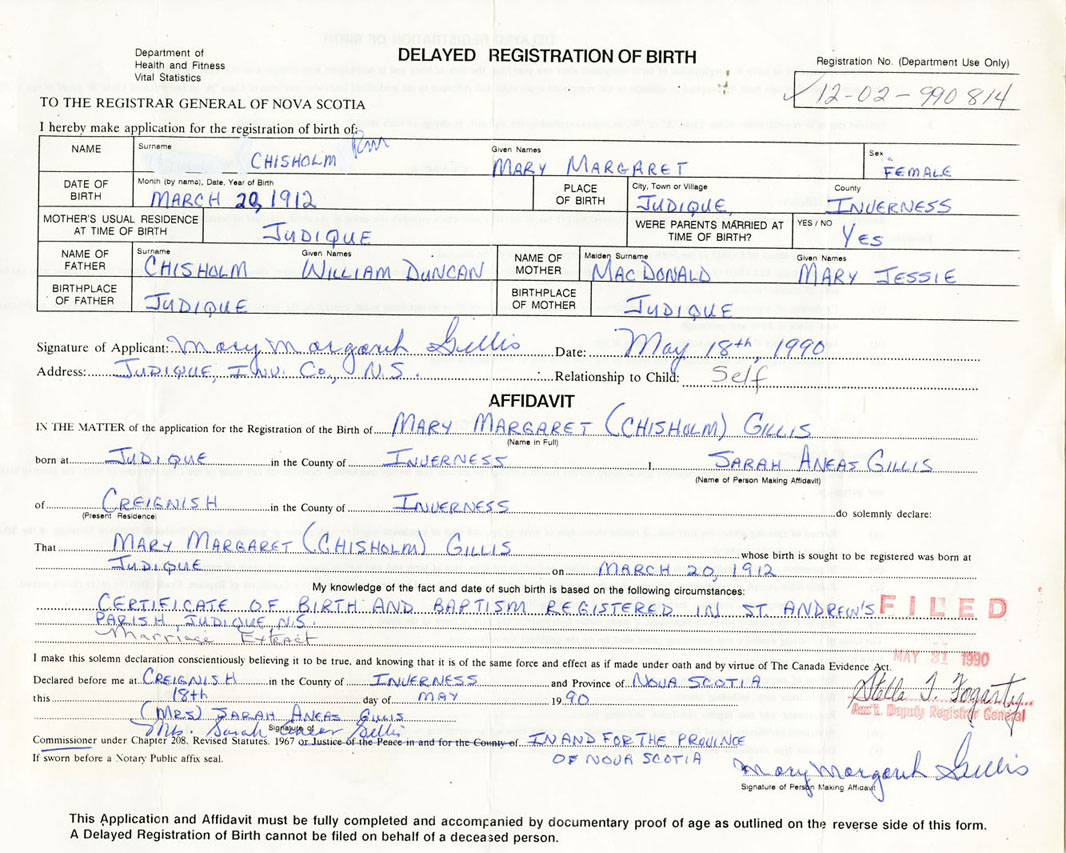 Department of
Health and Fitness
Vital Statistics
DELAYED REGISTRATION OF BIRTH
Registration No. (Department Use Only)
12-02-990814
TO THE REGISTRAR GENERAL OF NOVA SCOTIA
I hereby make application for the registration of birth of:
NAME Surname CHISHOLM Given Names MARY MARGARET Sex FEMALE
DATE OF BIRTH Month (by name), Date, Year of Birth MARCH 20, 1912 PLACE OF BIRTH City, Town or Village JUDIQUE, County INVERNESS
MOTHER'S USUAL RESIDENCE AT TIME OF BIRTH JUDIQUE WERE PARENTS MARRIED AT TIME OF BIRTH? YES / NO YES
NAME OF FATHER Surname CHISHOLM Given Names WILLIAM DUNCAN NAME OF MOTHER Maiden Surname MACDONALD Given Names MARY JESSIE
BIRTHPLACE OF FATHER JUDIQUE BIRTHPLACE OF MOTHER JUDIQUE
Signature of Applicant: Mary Margaret Gillis Date: May 18th, 1990
Address: JUDIQUE, INV. CO., N.S. Relationship to Child: Self
AFFIDAVIT
IN THE MATTER of the application for the Registration of the Birth of MARY MARGARET (CHISHOLM) GILLIS
(Name in Full)
born at JUDIQUE in the County of INVERNESS I, SARAH ANEAS GILLIS
(Name of Person Making Affidavit)
of CREIGNISH in the County of INVERNESS do solemnly declare:
(Present Residence)
That MARY MARGARET (CHISHOLM) GILLIS whose birth is sought to be registered was born at
JUDIQUE on MARCH 20, 1912
My knowledge of the fact and date of such birth is based on the following circumstances:
CERTIFICATE OF BIRTH AND BAPTISM REGISTERED IN ST. ANDREW'S
FILED
PARISH, JUDIQUE, N.S.
Marriage Extract
I make this solemn declaration conscientiously believing it to be true, and knowing that it is of the same force and effect as if made under oath and by virtue of The Canada Evidence Act.
MAY 31 1990
Declared before me at CREIGNISH in the County of INVERNESS and Province of NOVA SCOTIA
this 18th day of MAY 1990
Stella T. Fogarty
Ass't. Deputy Registrar General
(MRS) SARAH ANEAS GILLIS
Signature of
Mrs. Sarah Gillis
Commissioner under Chapter 208, Revised Statutes, 1967 or Justice of the Peace in and for the County of IN AND FOR THE PROVINCE
OF NOVA SCOTIA
If sworn before a Notary Public affix seal.
Mary Margaret Gillis
Signature of Person Making Affidavit
This Application and Affidavit must be fully completed and accompanied by documentary proof of age as outlined on the reverse side of this form.
A Delayed Registration of Birth cannot be filed on behalf of a deceased person.